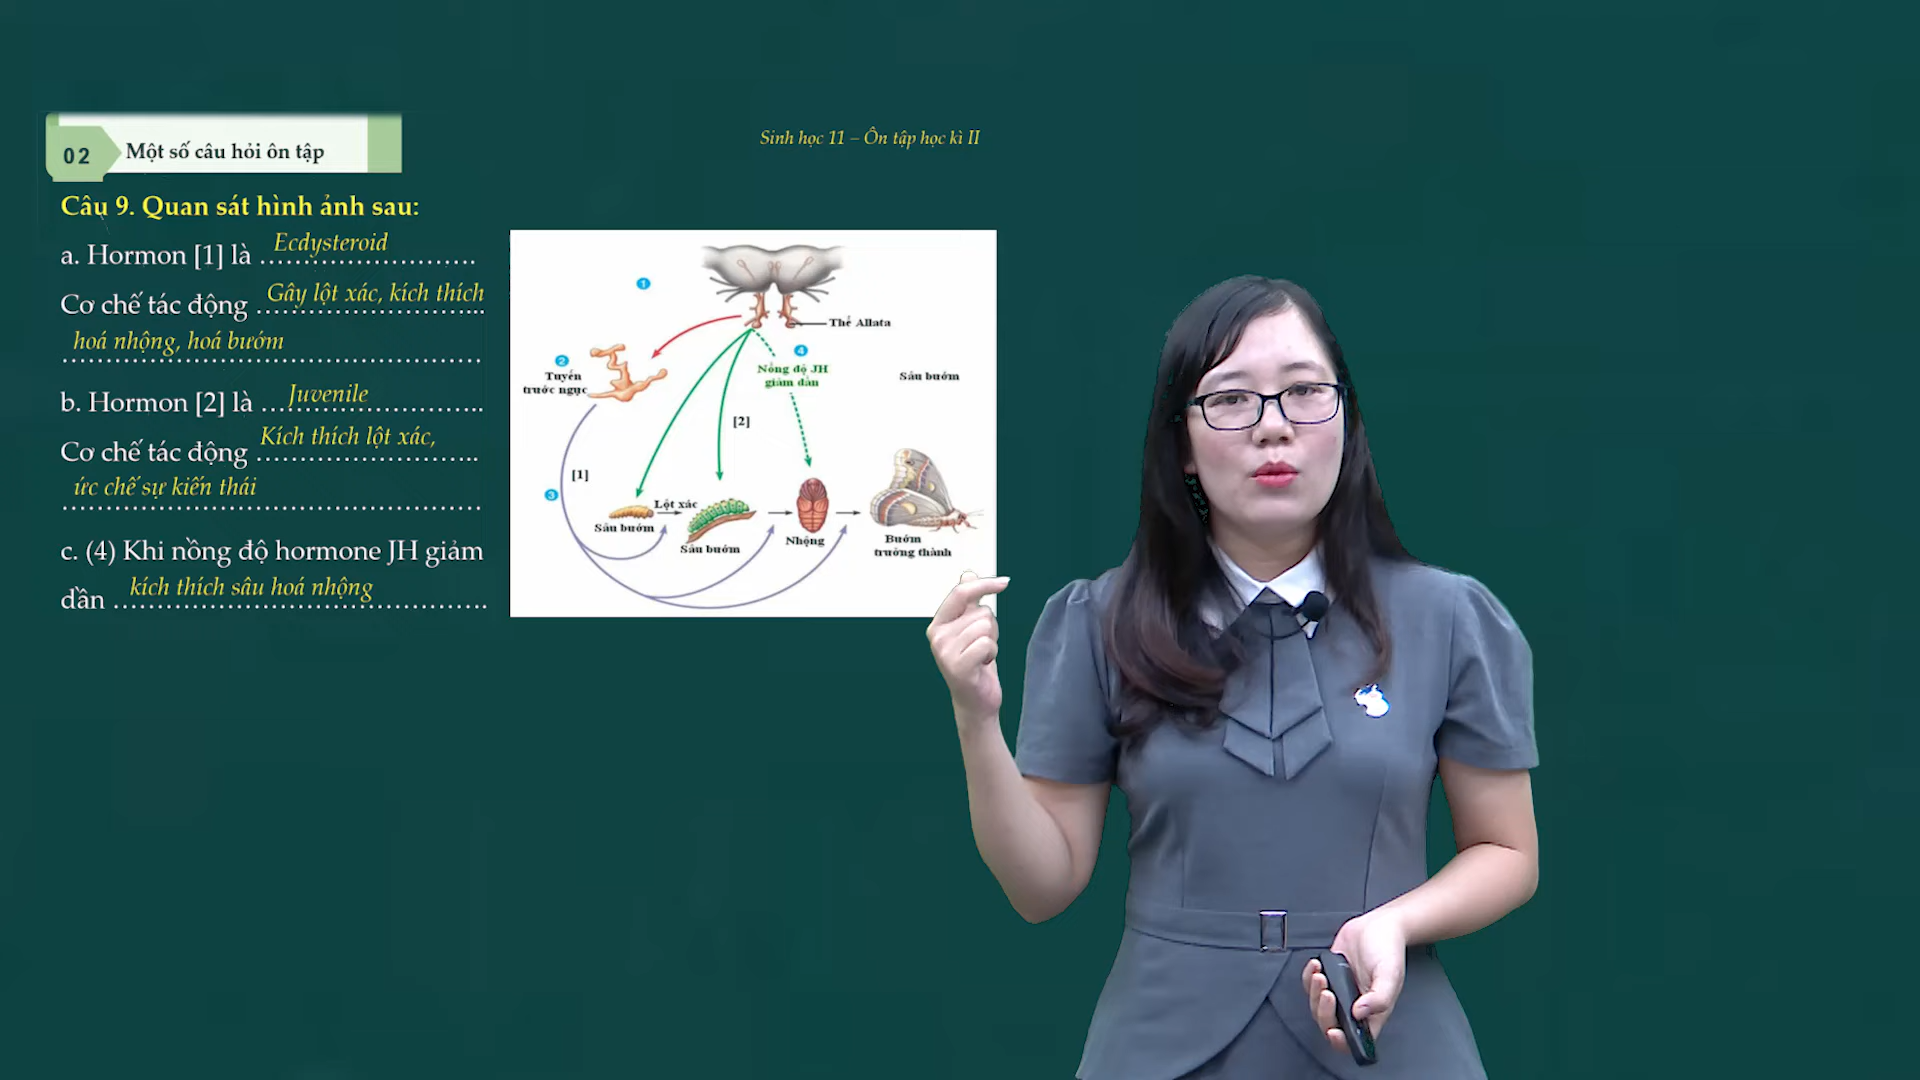 02
Một số câu hỏi ôn tập
Sinh học 11 – Ôn tập học kì II
Câu 9. Quan sát hình ảnh sau:
a. Hormon [1] là Ecdysteroid
Cơ chế tác động Gây lột xác, kích thích
hoá nhộng, hoá bướm
b. Hormon [2] là Juvenile
Cơ chế tác động Kích thích lột xác,
ức chế sự kiến thái
c. (4) Khi nồng độ hormone JH giảm
dần kích thích sâu hoá nhộng
1
Thể Allata
2
Tuyến
trước ngực
4
Nồng độ JH
giảm dần
Sâu bướm
[2]
[1]
3
Lột xác
Sâu bướm
Sâu bướm
Nhộng
Bướm
trưởng thành